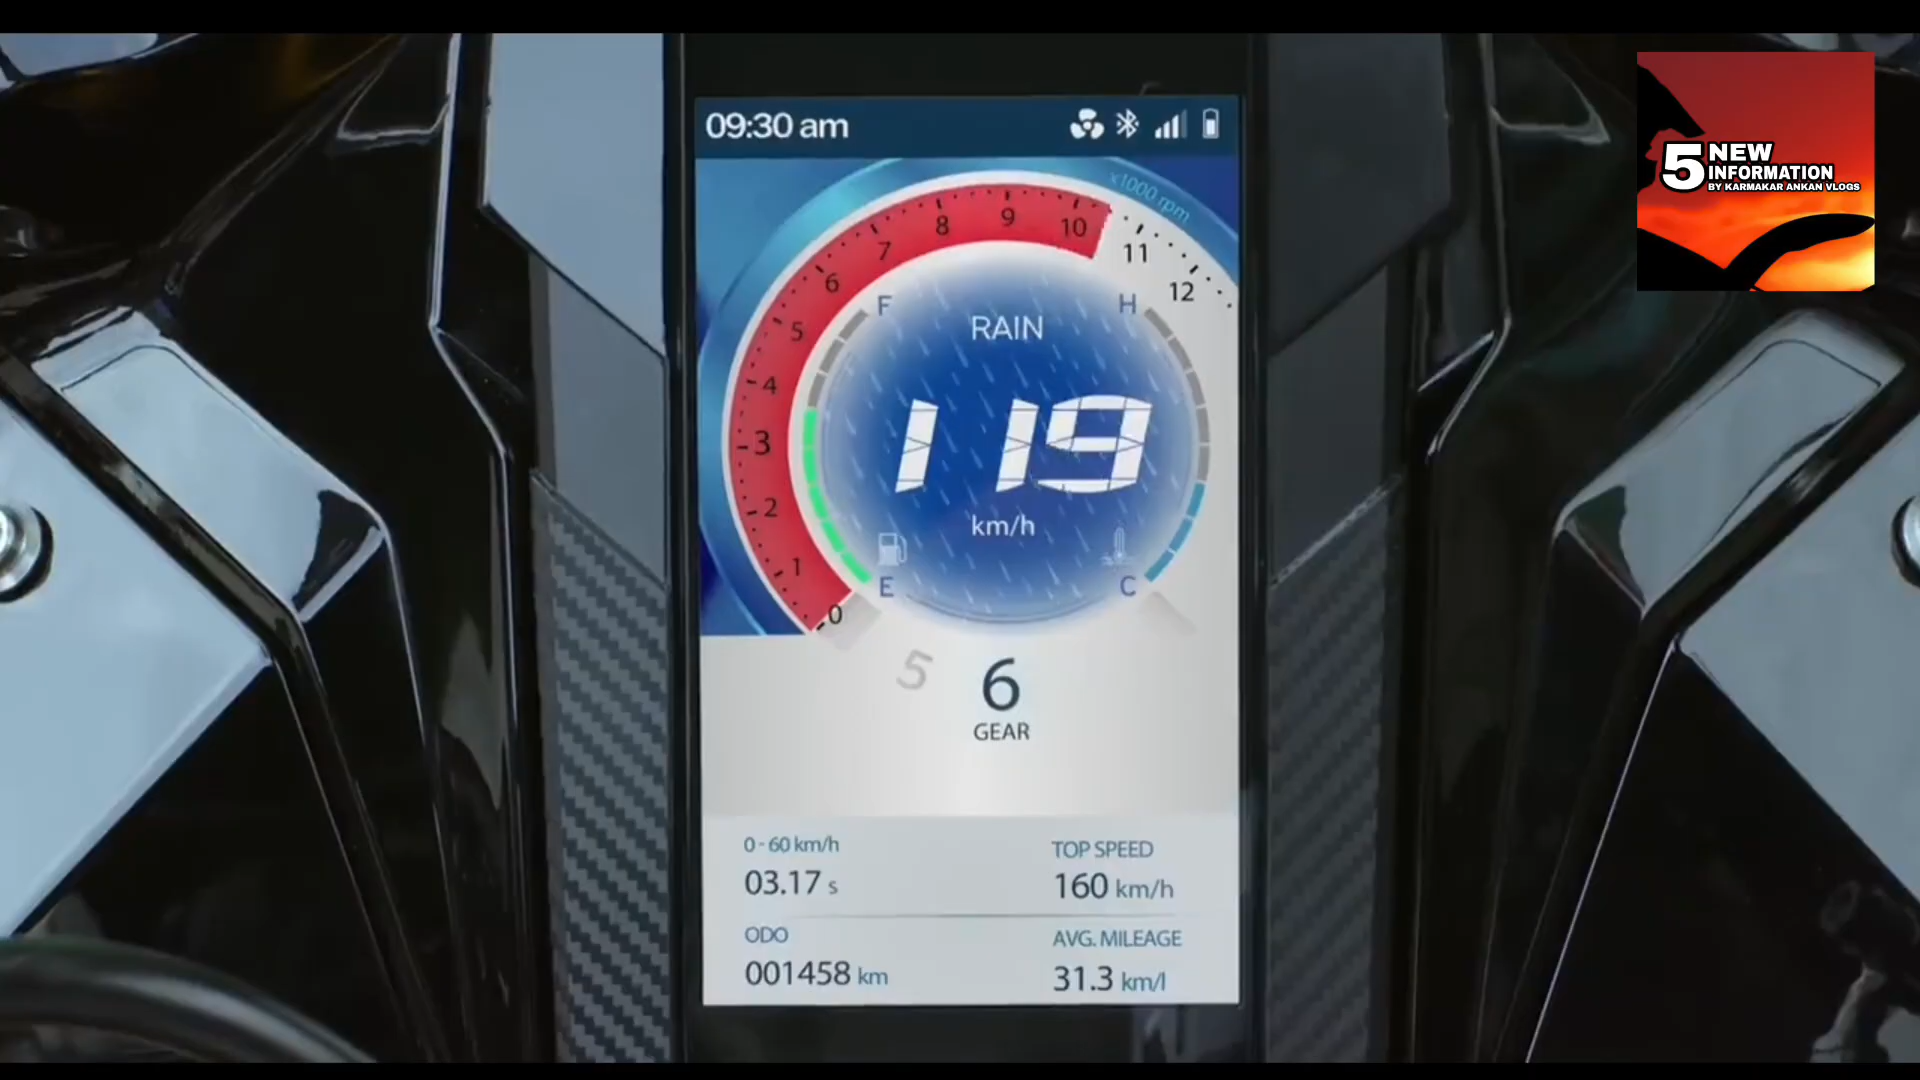 09:30 am
5 NEW
INFORMATION
BY KARMAKAR ANKAN VLOGS
x1000 rpm
0 1 2 3 4 5 6 7 8 9 10 11 12
F
H
RAIN
119
km/h
E
C
5
6
GEAR
0 - 60 km/h
03.17 s
TOP SPEED
160 km/h
ODO
001458 km
AVG. MILEAGE
31.3 km/l